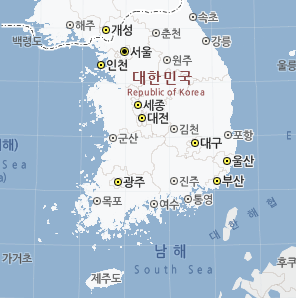 속초
해주
개성
춘천
백령도
강릉
서울
인천
원주
울릉
대한민국
Republic of Korea
세종
대전
김천
군산
포항
대구
해)
Sea
a)
울산
광주
진주
부산
목포
여수
통영
대한해협
남해
South Sea
가거초
후쿠
제주도